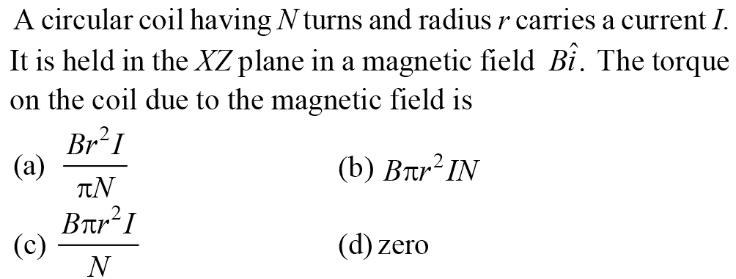 A circular coil having N turns and radius r carries a current I.
It is held in the XZ plane in a magnetic field Bî. The torque
on the coil due to the magnetic field is
(a) Br²I / πN (b) Bπr²IN
(c) Bπr²I / N (d) zero